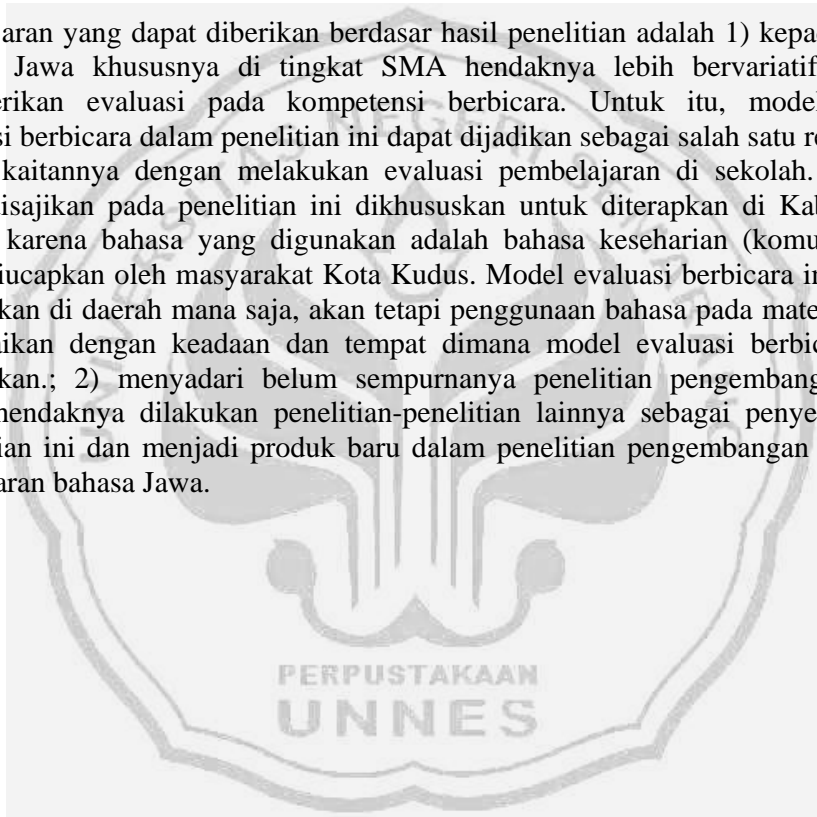 aran yang dapat diberikan berdasar hasil penelitian adalah 1) kepad
Jawa khususnya di tingkat SMA hendaknya lebih bervariatif
erikan evaluasi pada kompetensi berbicara. Untuk itu, model
si berbicara dalam penelitian ini dapat dijadikan sebagai salah satu re
kaitannya dengan melakukan evaluasi pembelajaran di sekolah.
isajikan pada penelitian ini dikhususkan untuk diterapkan di Kab
karena bahasa yang digunakan adalah bahasa keseharian (komu
iucapkan oleh masyarakat Kota Kudus. Model evaluasi berbicara in
kan di daerah mana saja, akan tetapi penggunaan bahasa pada mate
aikan dengan keadaan dan tempat dimana model evaluasi berbic
kan.; 2) menyadari belum sempurnanya penelitian pengembang
hendaknya dilakukan penelitian-penelitian lainnya sebagai penye
ian ini dan menjadi produk baru dalam penelitian pengembangan
aran bahasa Jawa.
UNIVERSITAS NEGERI SEMARANG
PERPUSTAKAAN
UNNES